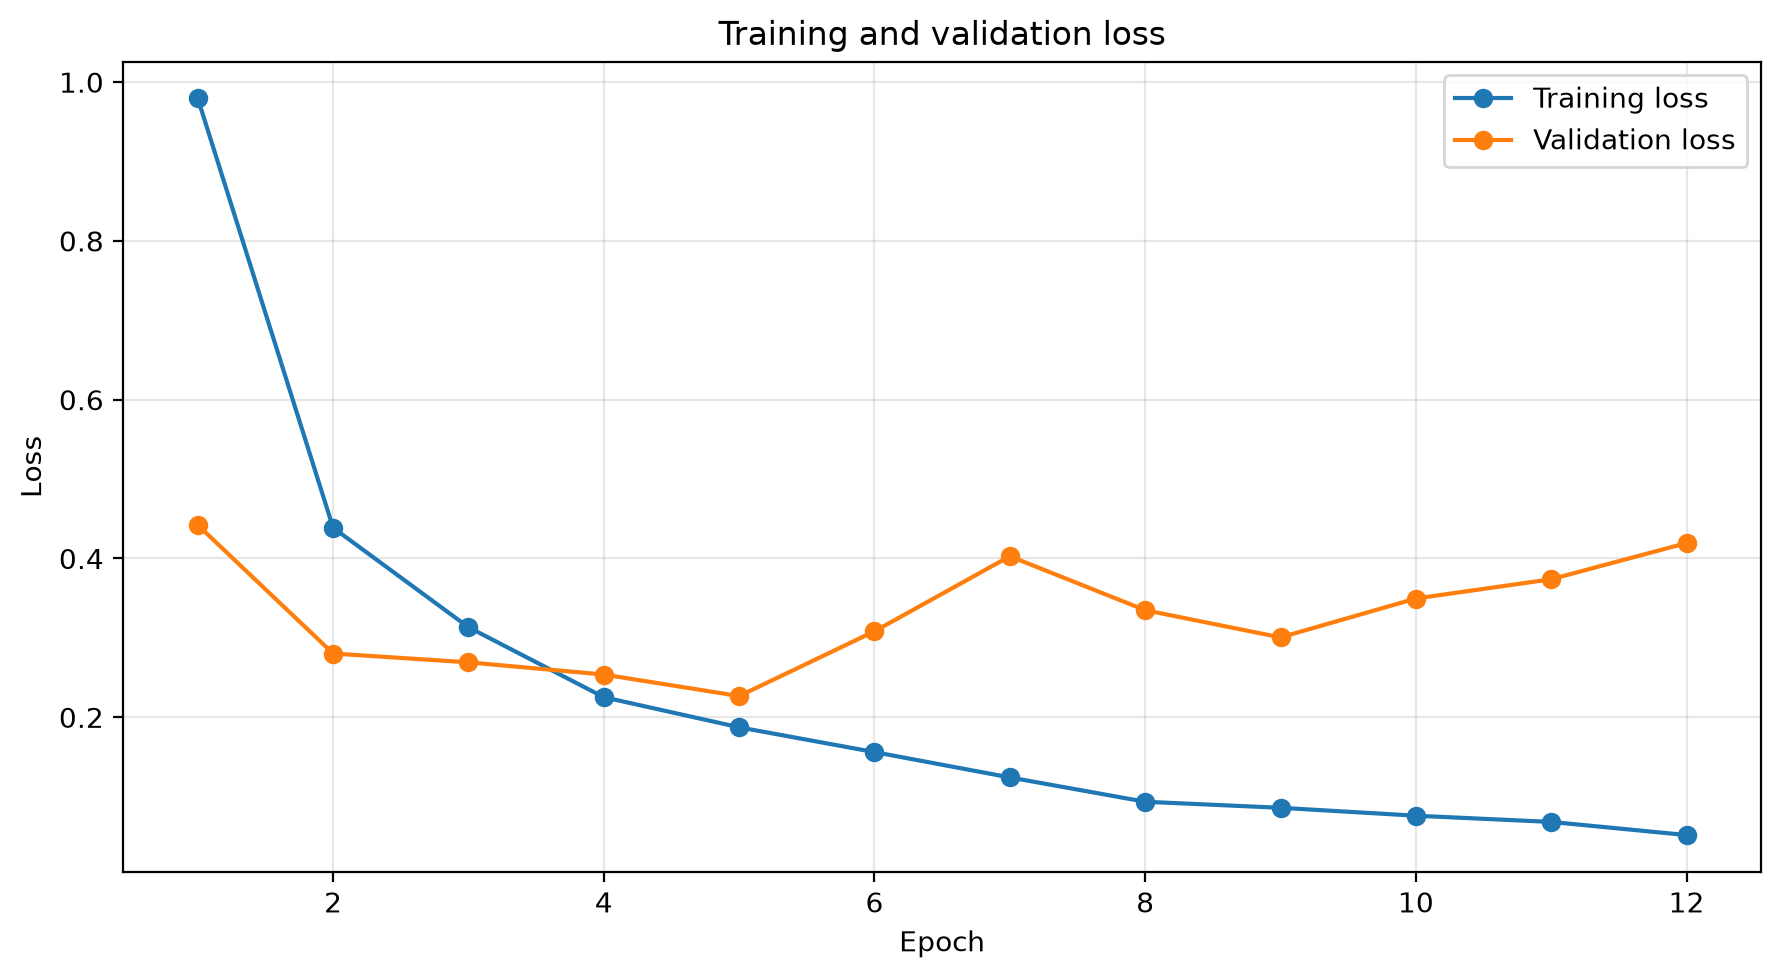 Training and validation loss
Training loss
Validation loss
1.0
0.8
0.6
0.4
0.2
Loss
2 4 6 8 10 12
Epoch